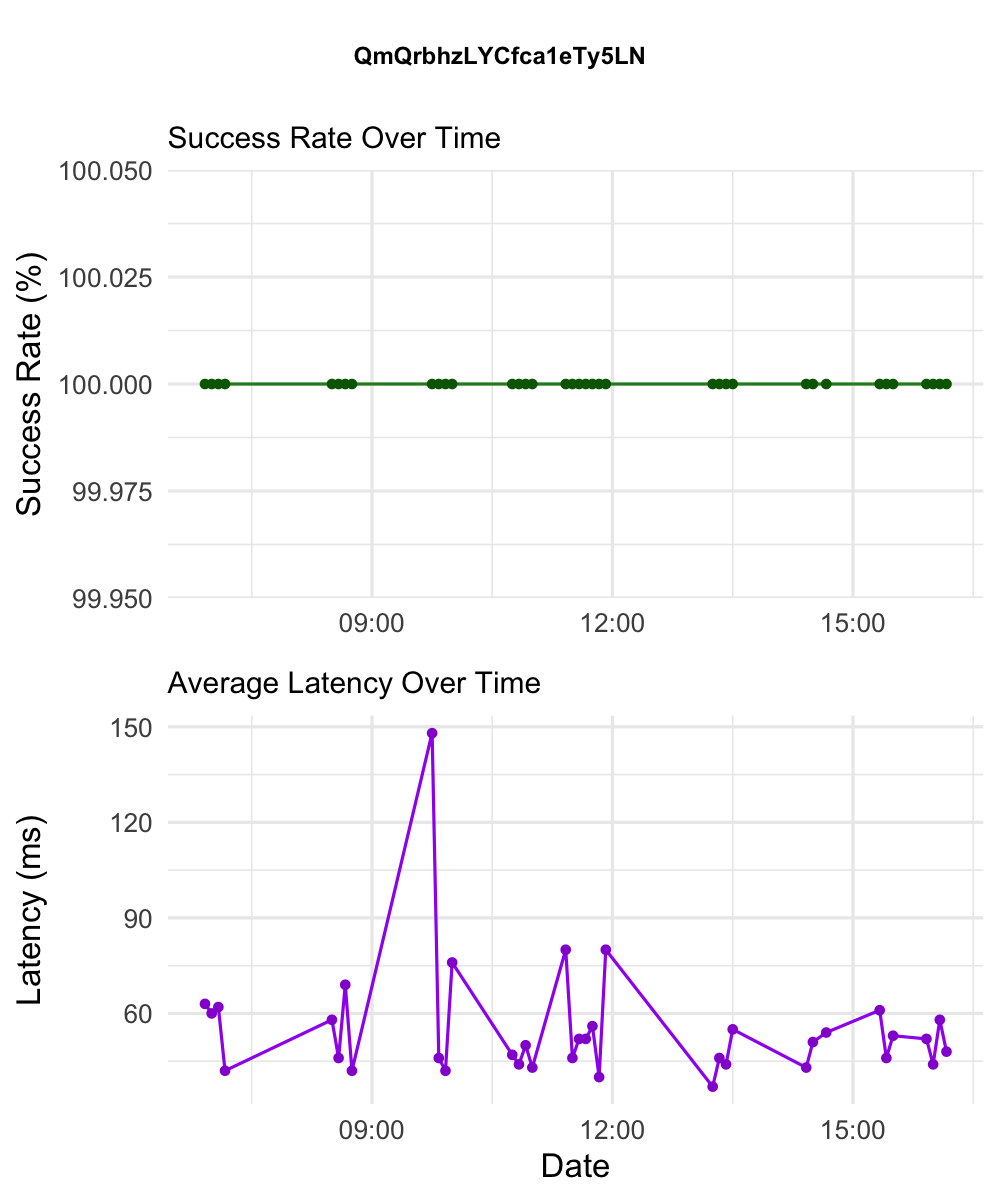 QmQrbhzLYCfca1eTy5LN
Success Rate Over Time
100.050
100.025
100.000
99.975
99.950
Success Rate (%)
09:00 12:00 15:00
Average Latency Over Time
150
120
90
60
Latency (ms)
09:00 12:00 15:00
Date